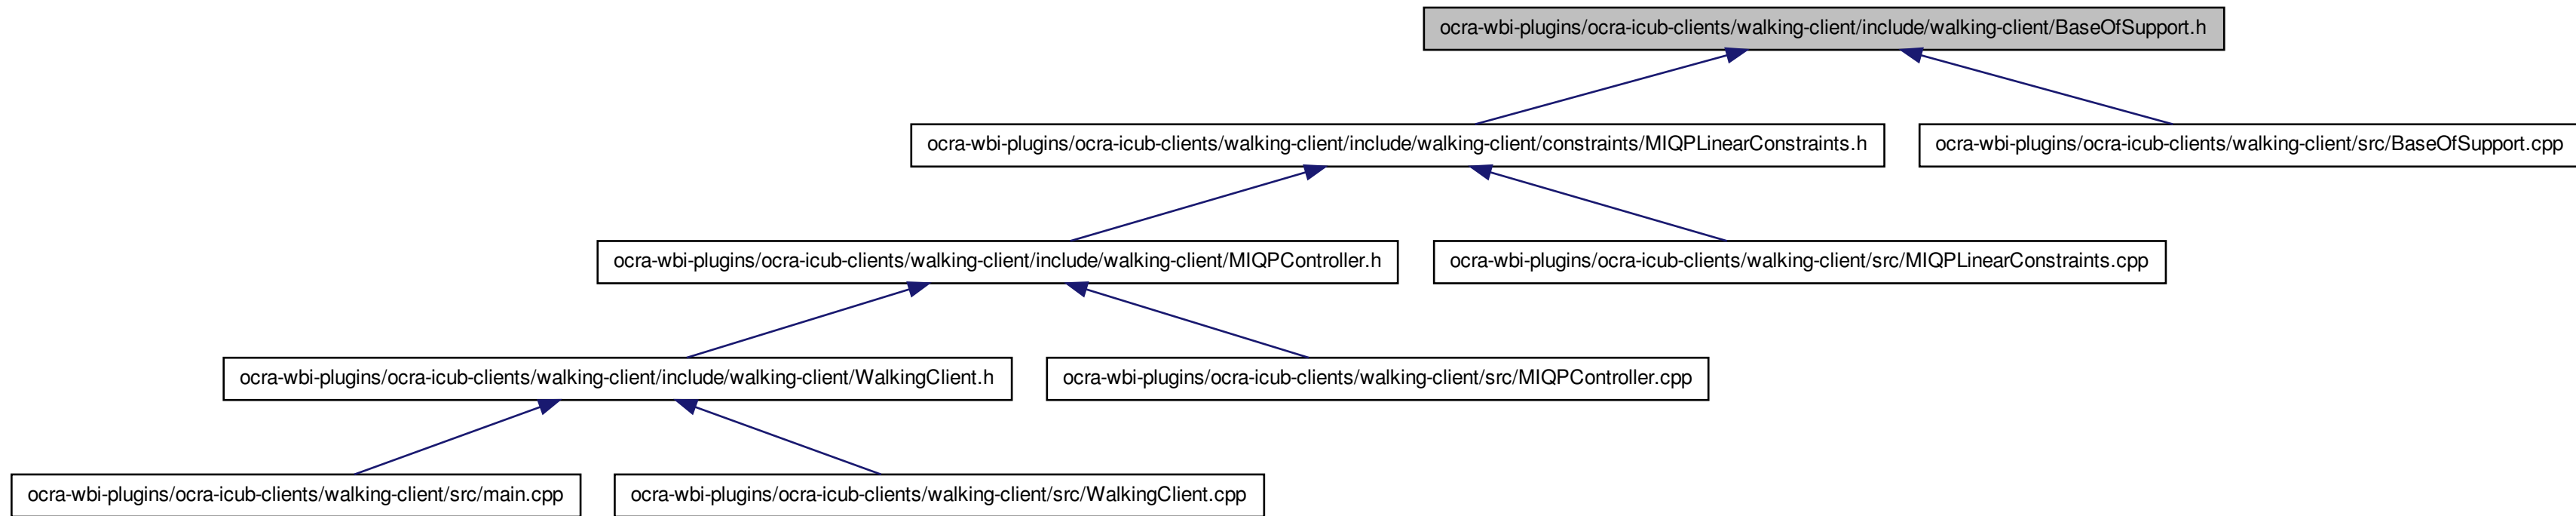 ocra-wbi-plugins/ocra-icub-clients/walking-client/include/walking-client/BaseOfSupport.h
ocra-wbi-plugins/ocra-icub-clients/walking-client/include/walking-client/constraints/MIQPLinearConstraints.h
ocra-wbi-plugins/ocra-icub-clients/walking-client/src/BaseOfSupport.cpp
ocra-wbi-plugins/ocra-icub-clients/walking-client/include/walking-client/MIQPController.h
ocra-wbi-plugins/ocra-icub-clients/walking-client/src/MIQPLinearConstraints.cpp
ocra-wbi-plugins/ocra-icub-clients/walking-client/include/walking-client/WalkingClient.h
ocra-wbi-plugins/ocra-icub-clients/walking-client/src/MIQPController.cpp
ocra-wbi-plugins/ocra-icub-clients/walking-client/src/main.cpp
ocra-wbi-plugins/ocra-icub-clients/walking-client/src/WalkingClient.cpp